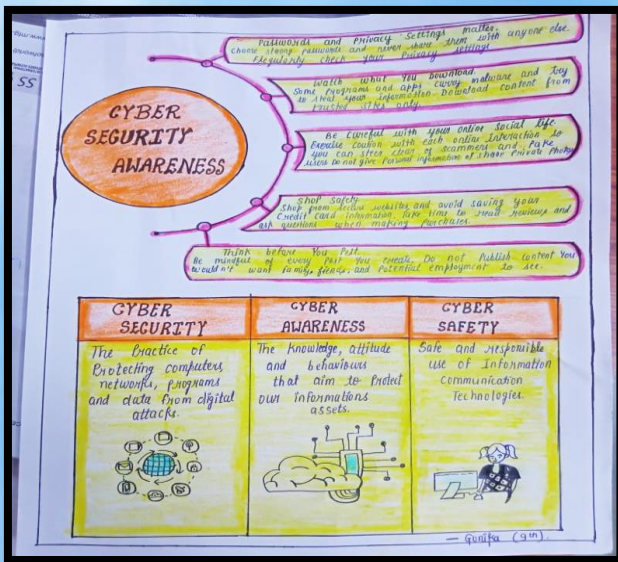 CYBER
SECURITY
AWARENESS
Passwords and Privacy Settings matter.
Choose strong passwords and never share them with anyone else.
Regularly check your Privacy settings
Watch what You Download.
Some Programs and apps carry malware and try
to steal your information. Download content from
trusted sites only.
Be Careful with your online social life.
Exercise Caution with each online Interaction so
you can steer clear of scammers and Fake
users Do not give Personal information or share Private Photos
Shop Safety
Shop from secure websites and avoid saving your
Credit Card information. Take time to read reviews and
ask questions when making Purchases.
Think before You Post.
Be mindful of every Post You create. Do not Publish content You
wouldn't want family, friends, and Potential employment to see.
CYBER
SECURITY
The Practice of
Protecting computers,
networks, programs
and data from digital
attacks.
CYBER
AWARENESS
The Knowledge, attitude
and behaviours
that aim to Protect
our informations
assets.
CYBER
SAFETY
Safe and responsible
use of Information
Communication
Technologies.
— Gunika (9th).
55